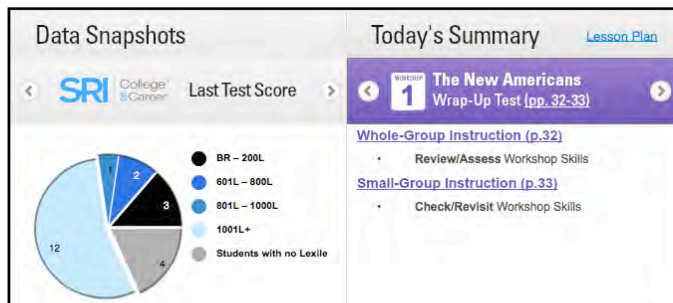 Data Snapshots
SRI College & Career Last Test Score
1
2
3
4
12
BR – 200L
601L – 800L
801L – 1000L
1001L+
Students with no Lexile
Today's Summary Lesson Plan
WORKSHOP
1
The New Americans
Wrap-Up Test (pp. 32-33)
Whole-Group Instruction (p.32)
• Review/Assess Workshop Skills
Small-Group Instruction (p.33)
• Check/Revisit Workshop Skills